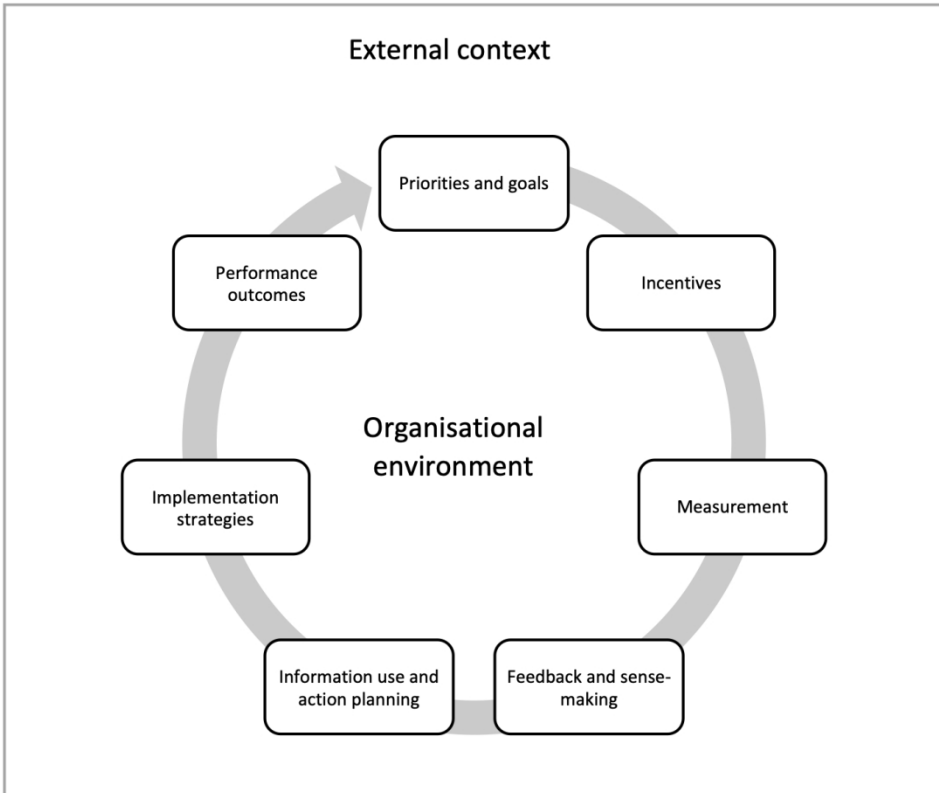 External context
Priorities and goals
Performance
outcomes
Incentives
Organisational
environment
Implementation
strategies
Measurement
Information use and
action planning
Feedback and sense-
making